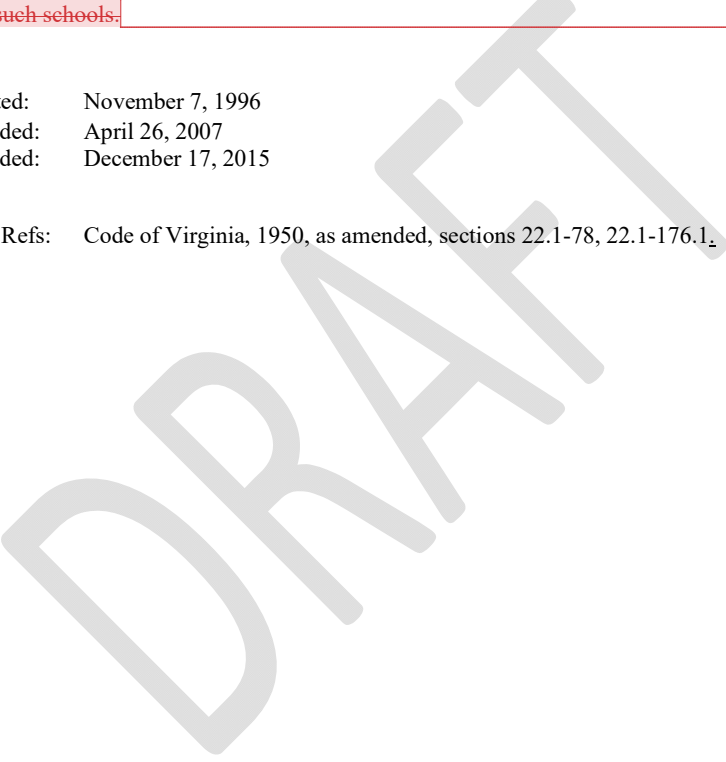 such schools.
ted: November 7, 1996
ded: April 26, 2007
ded: December 17, 2015
Refs: Code of Virginia, 1950, as amended, sections 22.1-78, 22.1-176.1.
DRAFT